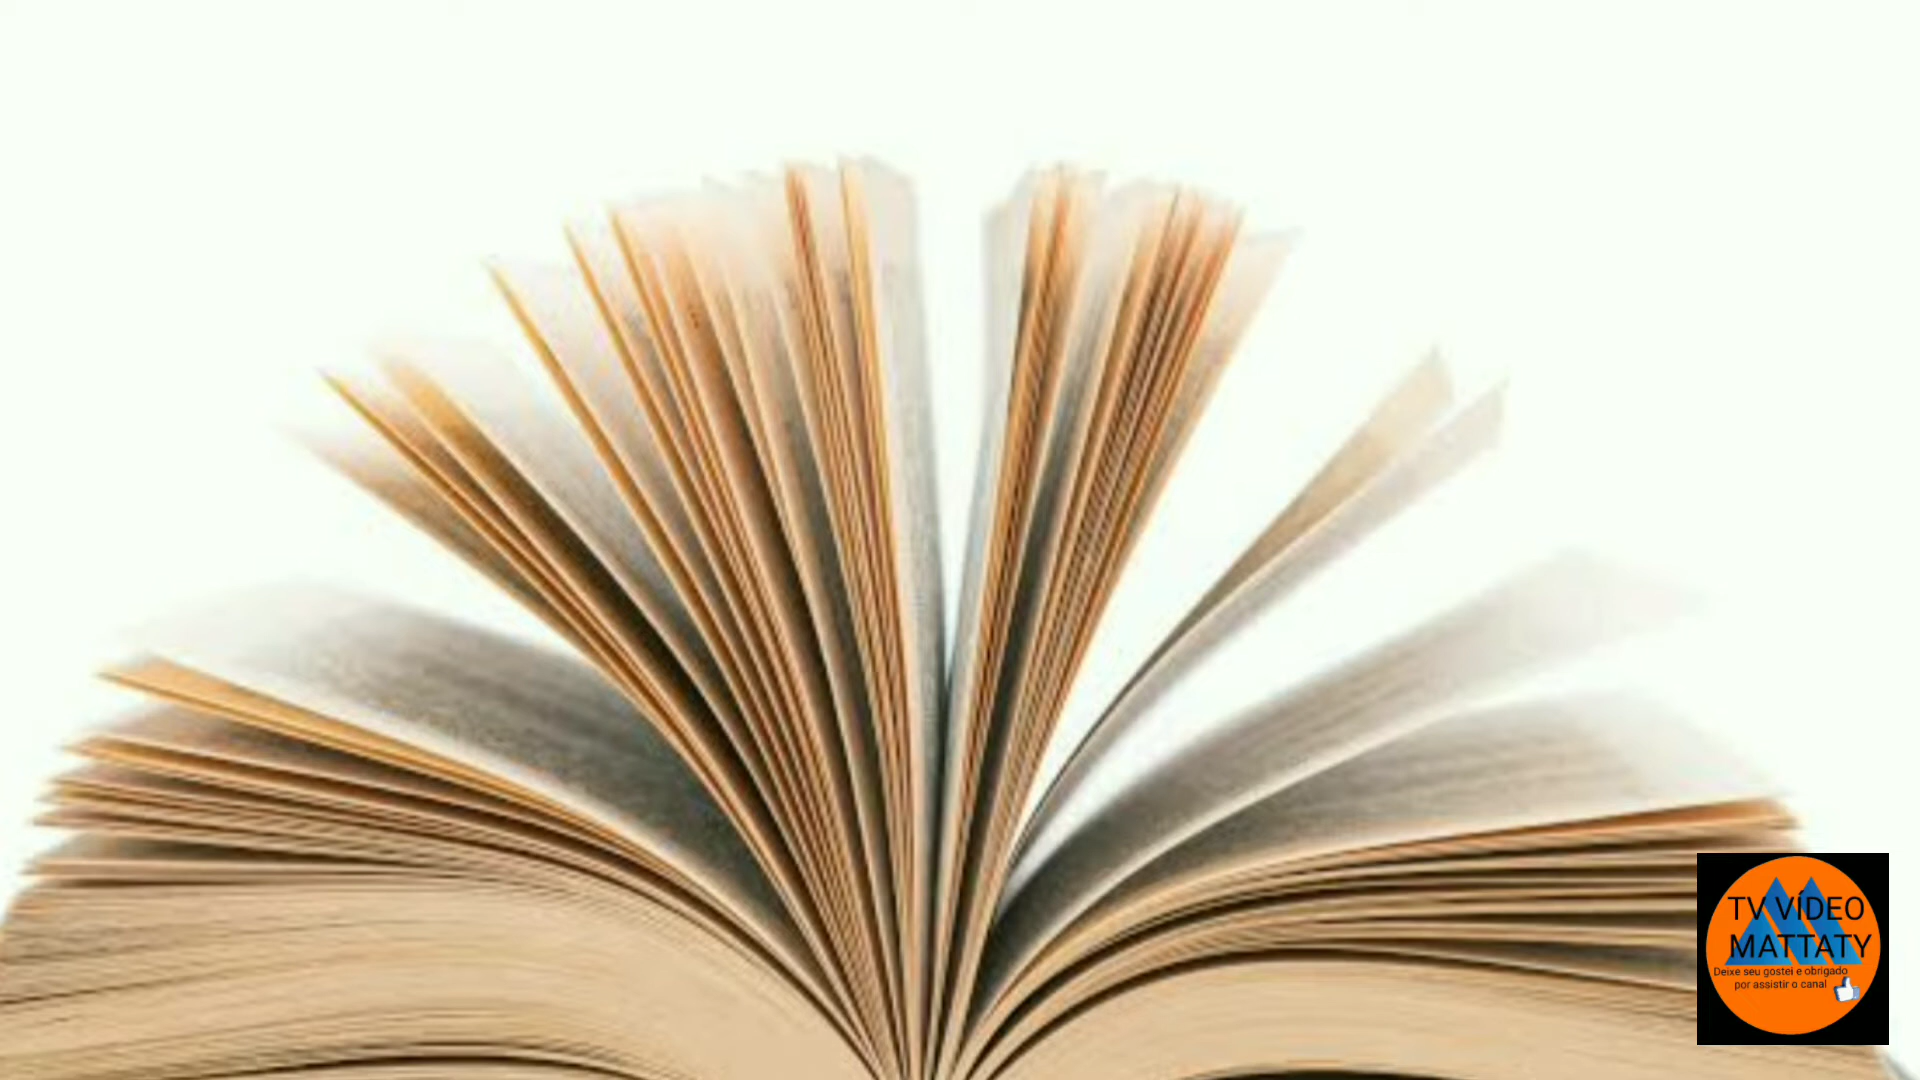 TV VÍDEO
MATTATY
Deixe seu gostei e obrigado
por assistir o canal